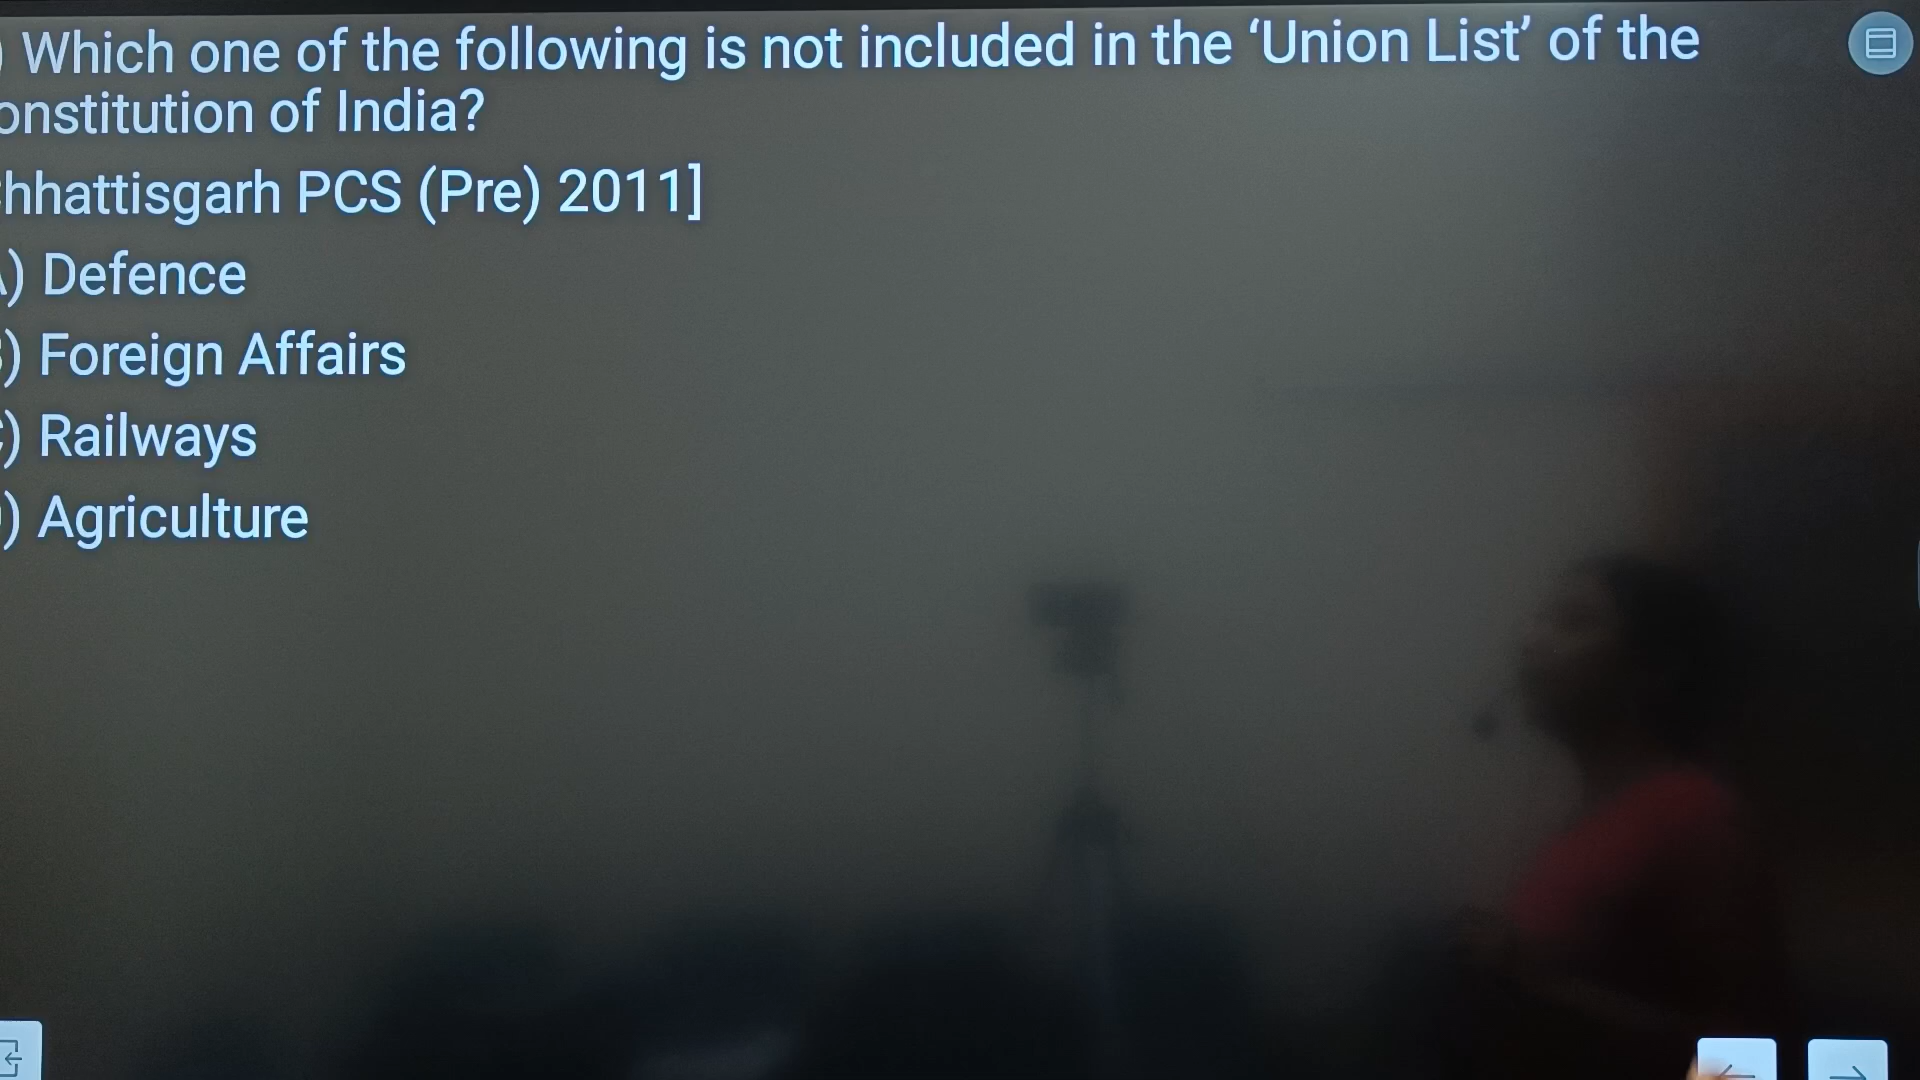 ) Which one of the following is not included in the ‘Union List’ of the
onstitution of India?
hhattisgarh PCS (Pre) 2011]
) Defence
) Foreign Affairs
) Railways
) Agriculture